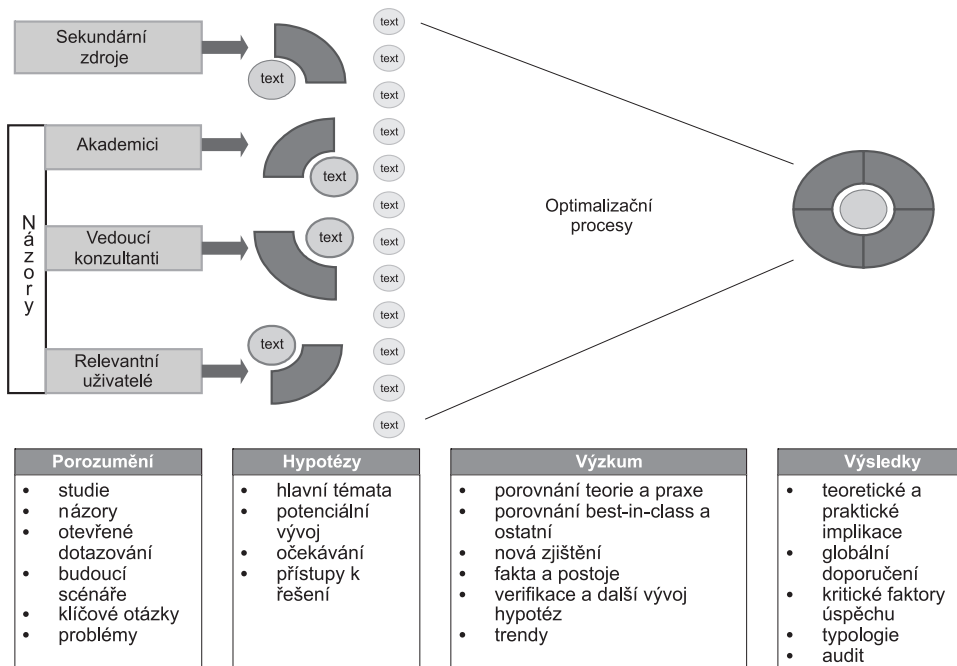 Sekundární
zdroje
text
Akademici
text
Vedoucí
konzultanti
text
Relevantní
uživatelé
text
Názory
text
text
text
text
text
text
text
text
text
text
text
text
Optimalizační
procesy
Porozumění
• studie
• názory
• otevřené
dotazování
• budoucí
scénáře
• klíčové otázky
• problémy
Hypotézy
• hlavní témata
• potenciální
vývoj
• očekávání
• přístupy k
řešení
Výzkum
• porovnání teorie a praxe
• porovnání best-in-class a
ostatní
• nová zjištění
• fakta a postoje
• verifikace a další vývoj
hypotéz
• trendy
Výsledky
• teoretické a
praktické
implikace
• globální
doporučení
• kritické faktory
úspěchu
• typologie
• audit